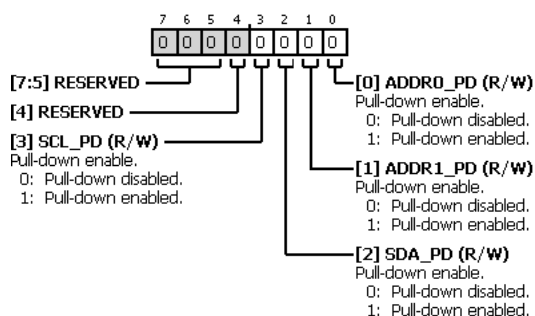 7 6 5 4 3 2 1 0
0 0 0 0 0 0 0 0
[7:5] RESERVED
[4] RESERVED
[3] SCL_PD (R/W)
Pull-down enable.
0: Pull-down disabled.
1: Pull-down enabled.
[0] ADDR0_PD (R/W)
Pull-down enable.
0: Pull-down disabled.
1: Pull-down enabled.
[1] ADDR1_PD (R/W)
Pull-down enable.
0: Pull-down disabled.
1: Pull-down enabled.
[2] SDA_PD (R/W)
Pull-down enable.
0: Pull-down disabled.
1: Pull-down enabled.